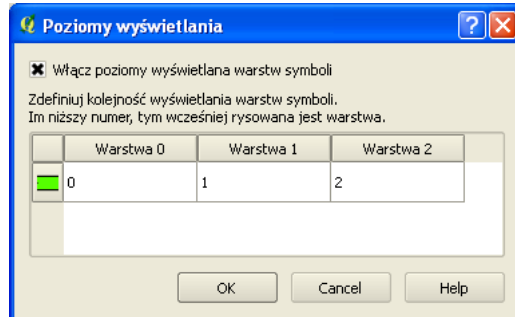 Poziomy wyświetlania
Włącz poziomy wyświetlana warstw symboli
Zdefiniuj kolejność wyświetlania warstw symboli.
Im niższy numer, tym wcześniej rysowana jest warstwa.
Warstwa 0 Warstwa 1 Warstwa 2
0 1 2
OK Cancel Help